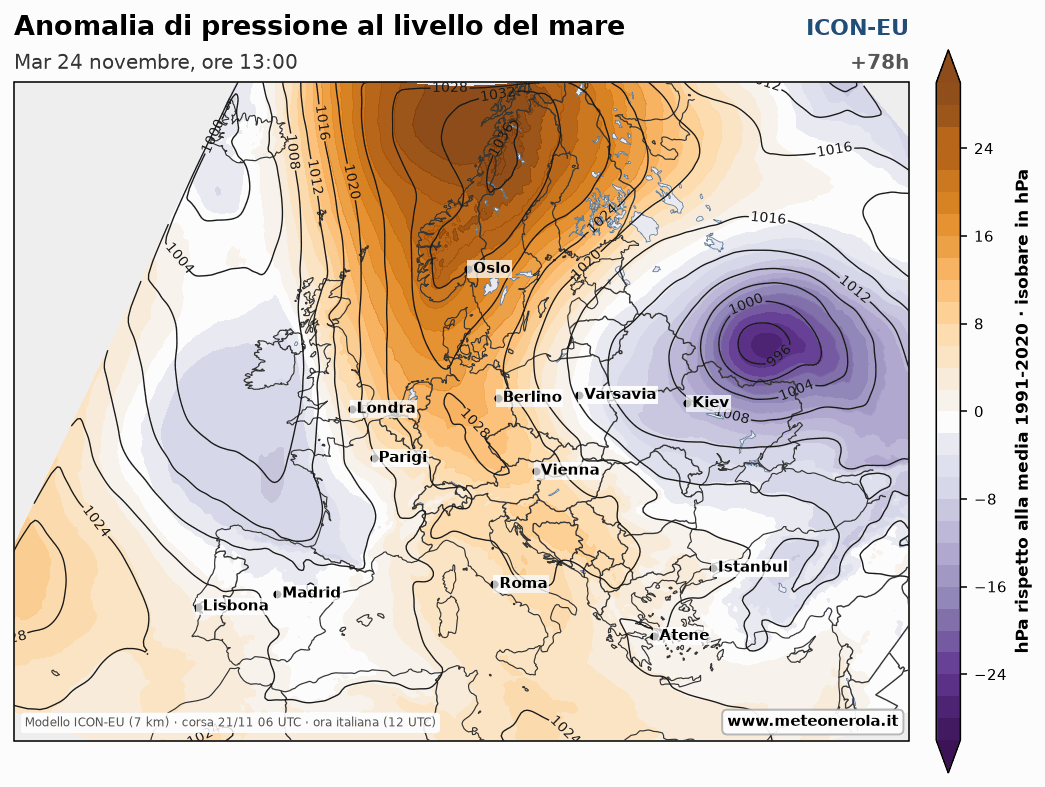 Anomalia di pressione al livello del mare
ICON-EU
Mar 24 novembre, ore 13:00
+78h
1028
1032
1036
1000
1016
1008
1012
1020
1004
1024
1020
1016
1016
1012
1000
996
1004
1008
1028
1024
1024
Oslo
Londra
Berlino
Varsavia
Kiev
Parigi
Vienna
Istanbul
Roma
Madrid
Lisbona
Atene
Modello ICON-EU (7 km) · corsa 21/11 06 UTC · ora italiana (12 UTC)
www.meteonerola.it
24
16
8
0
−8
−16
−24
hPa rispetto alla media 1991-2020 · isobare in hPa